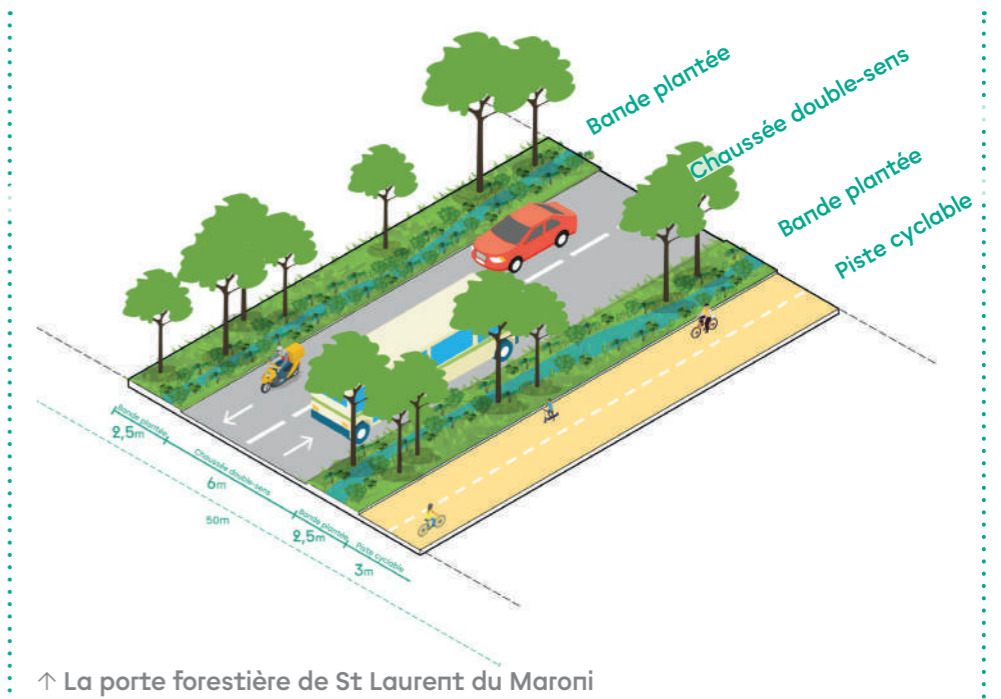 Bande plantée
Chaussée double-sens
Bande plantée
Piste cyclable
Bande plantée
2,5m
Chaussée double-sens
6m
50m
Bande plantée
2,5m
Piste cyclable
3m
↑ La porte forestière de St Laurent du Maroni